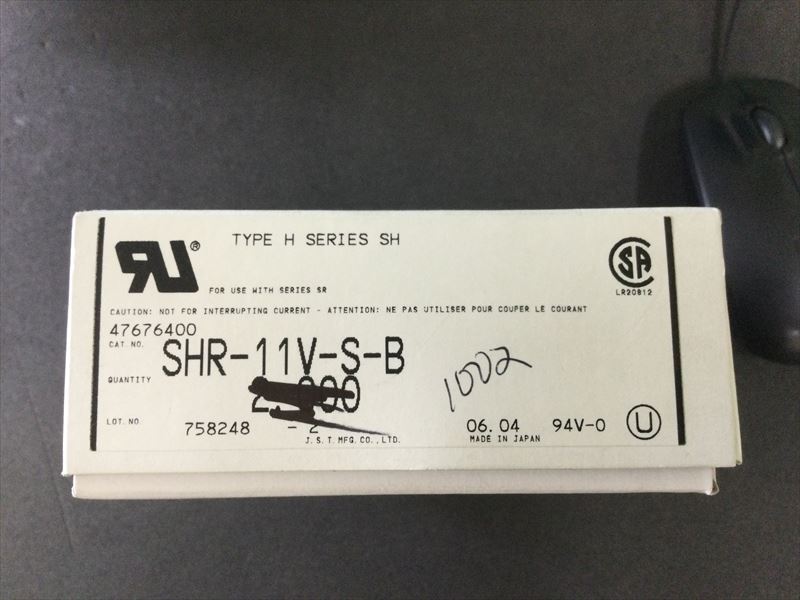 TYPE H SERIES SH
FOR USE WITH SERIES SR
LR20812
CAUTION: NOT FOR INTERRUPTING CURRENT - ATTENTION: NE PAS UTILISER POUR COUPER LE COURANT
47676400
CAT. NO. SHR-11V-S-B
QUANTITY 1002
LOT. NO. 758248 - 2 06.04 94V-0 U
J.S.T. MFG. CO., LTD. MADE IN JAPAN